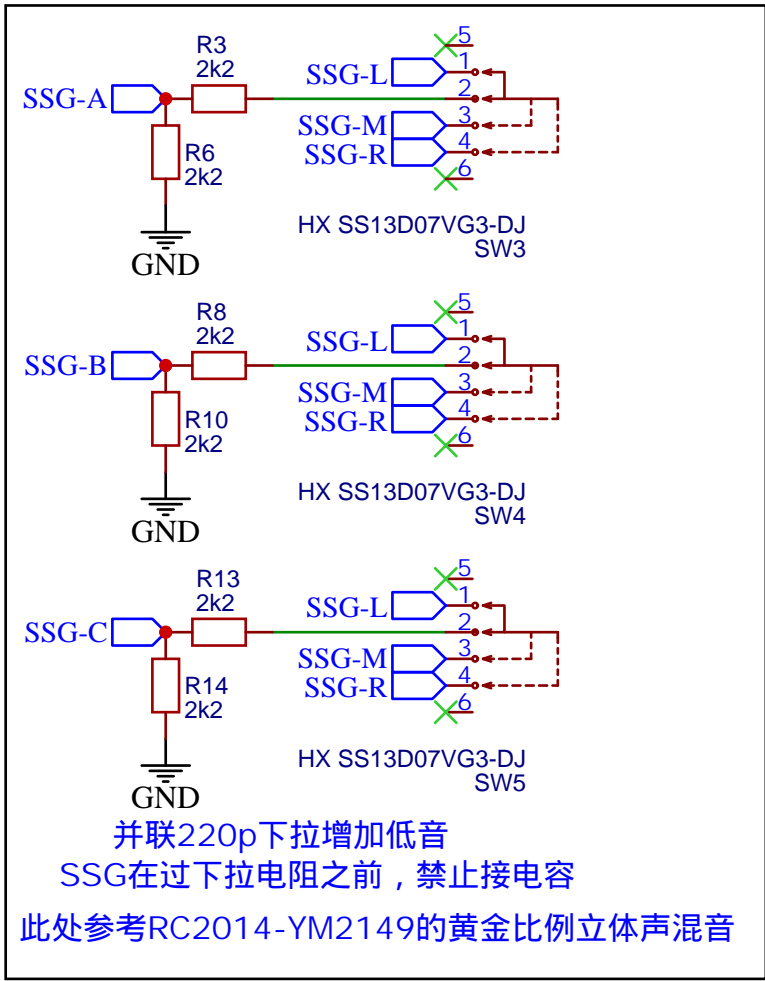 5
R3
2k2
SSG-L
1
SSG-A
2
SSG-M
3
SSG-R
4
R6
2k2
6
HX SS13D07VG3-DJ
SW3
GND
5
R8
2k2
SSG-L
1
SSG-B
2
SSG-M
3
SSG-R
4
R10
2k2
6
HX SS13D07VG3-DJ
SW4
GND
5
R13
2k2
SSG-L
1
SSG-C
2
SSG-M
3
SSG-R
4
R14
2k2
6
HX SS13D07VG3-DJ
SW5
GND
并联220p下拉增加低音
SSG在过下拉电阻之前，禁止接电容
此处参考RC2014-YM2149的黄金比例立体声混音